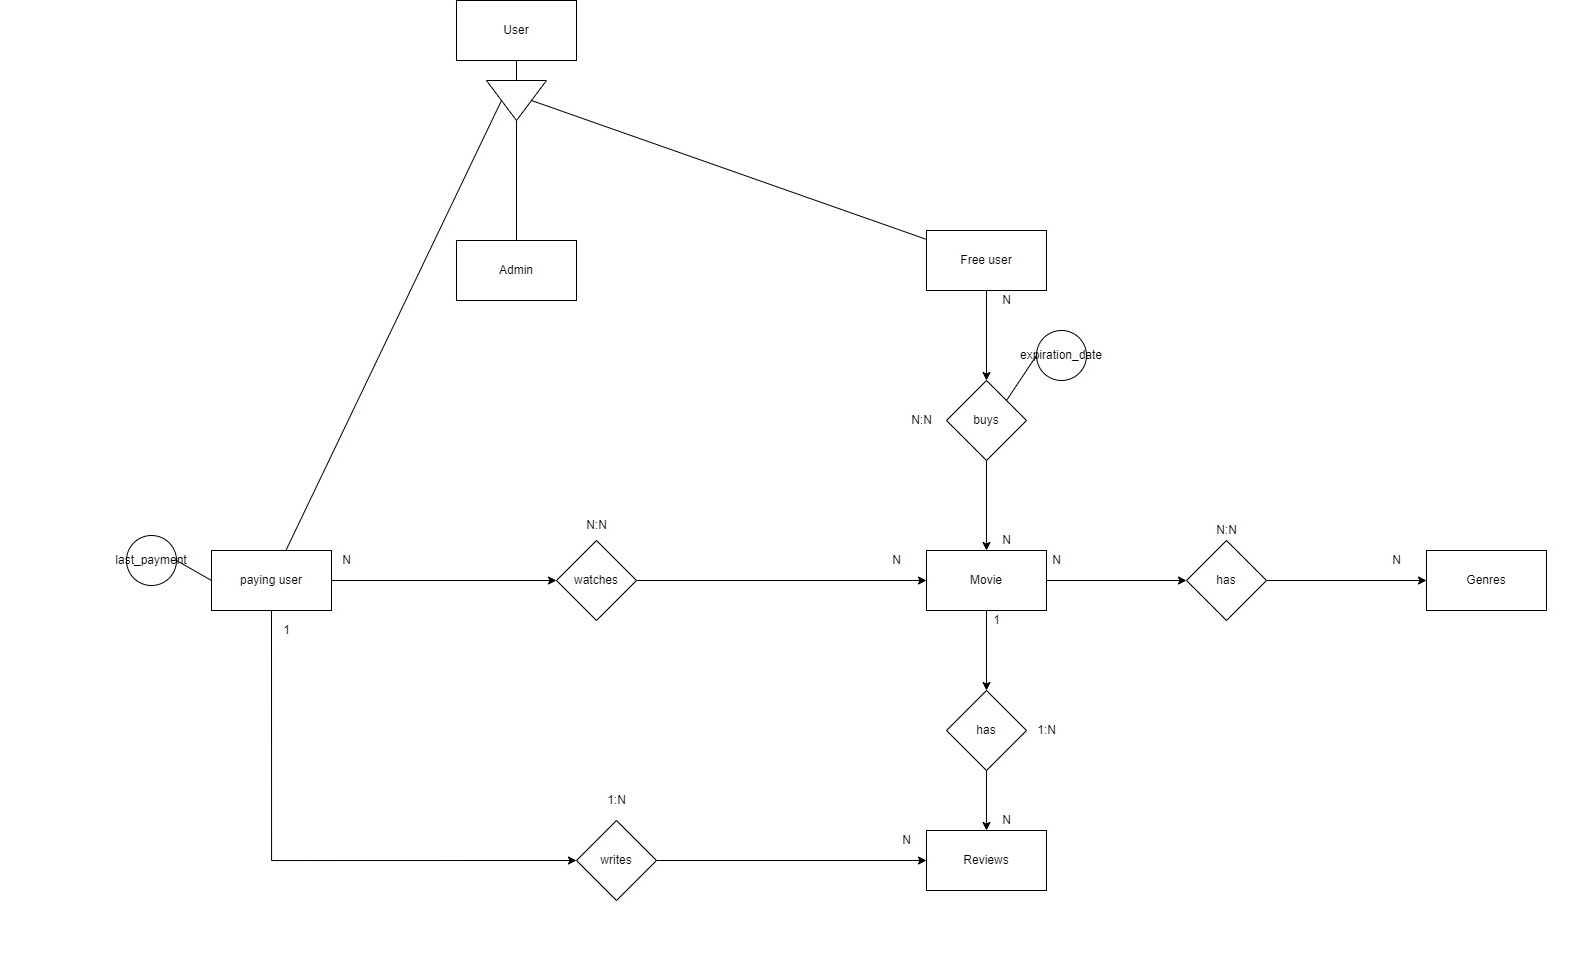 User
Admin
Free user
N
expiration_date
N:N
buys
N
last_payment
paying user
N
N:N
watches
N
Movie
N
N:N
has
N
Genres
1
1
has
1:N
1:N
N
N
writes
Reviews